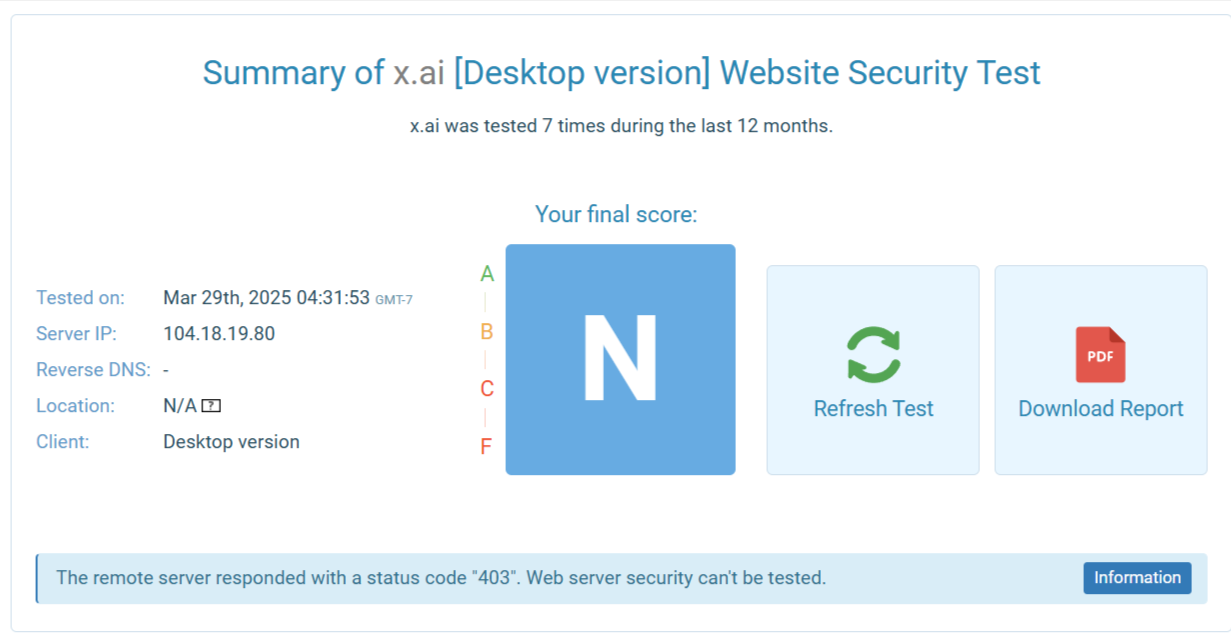 Summary of x.ai [Desktop version] Website Security Test
x.ai was tested 7 times during the last 12 months.
Your final score:
Tested on: Mar 29th, 2025 04:31:53 GMT-7
Server IP: 104.18.19.80
Reverse DNS: -
Location: N/A ?
Client: Desktop version
A
B
C
F
N
Refresh Test
PDF
Download Report
The remote server responded with a status code "403". Web server security can't be tested.
Information